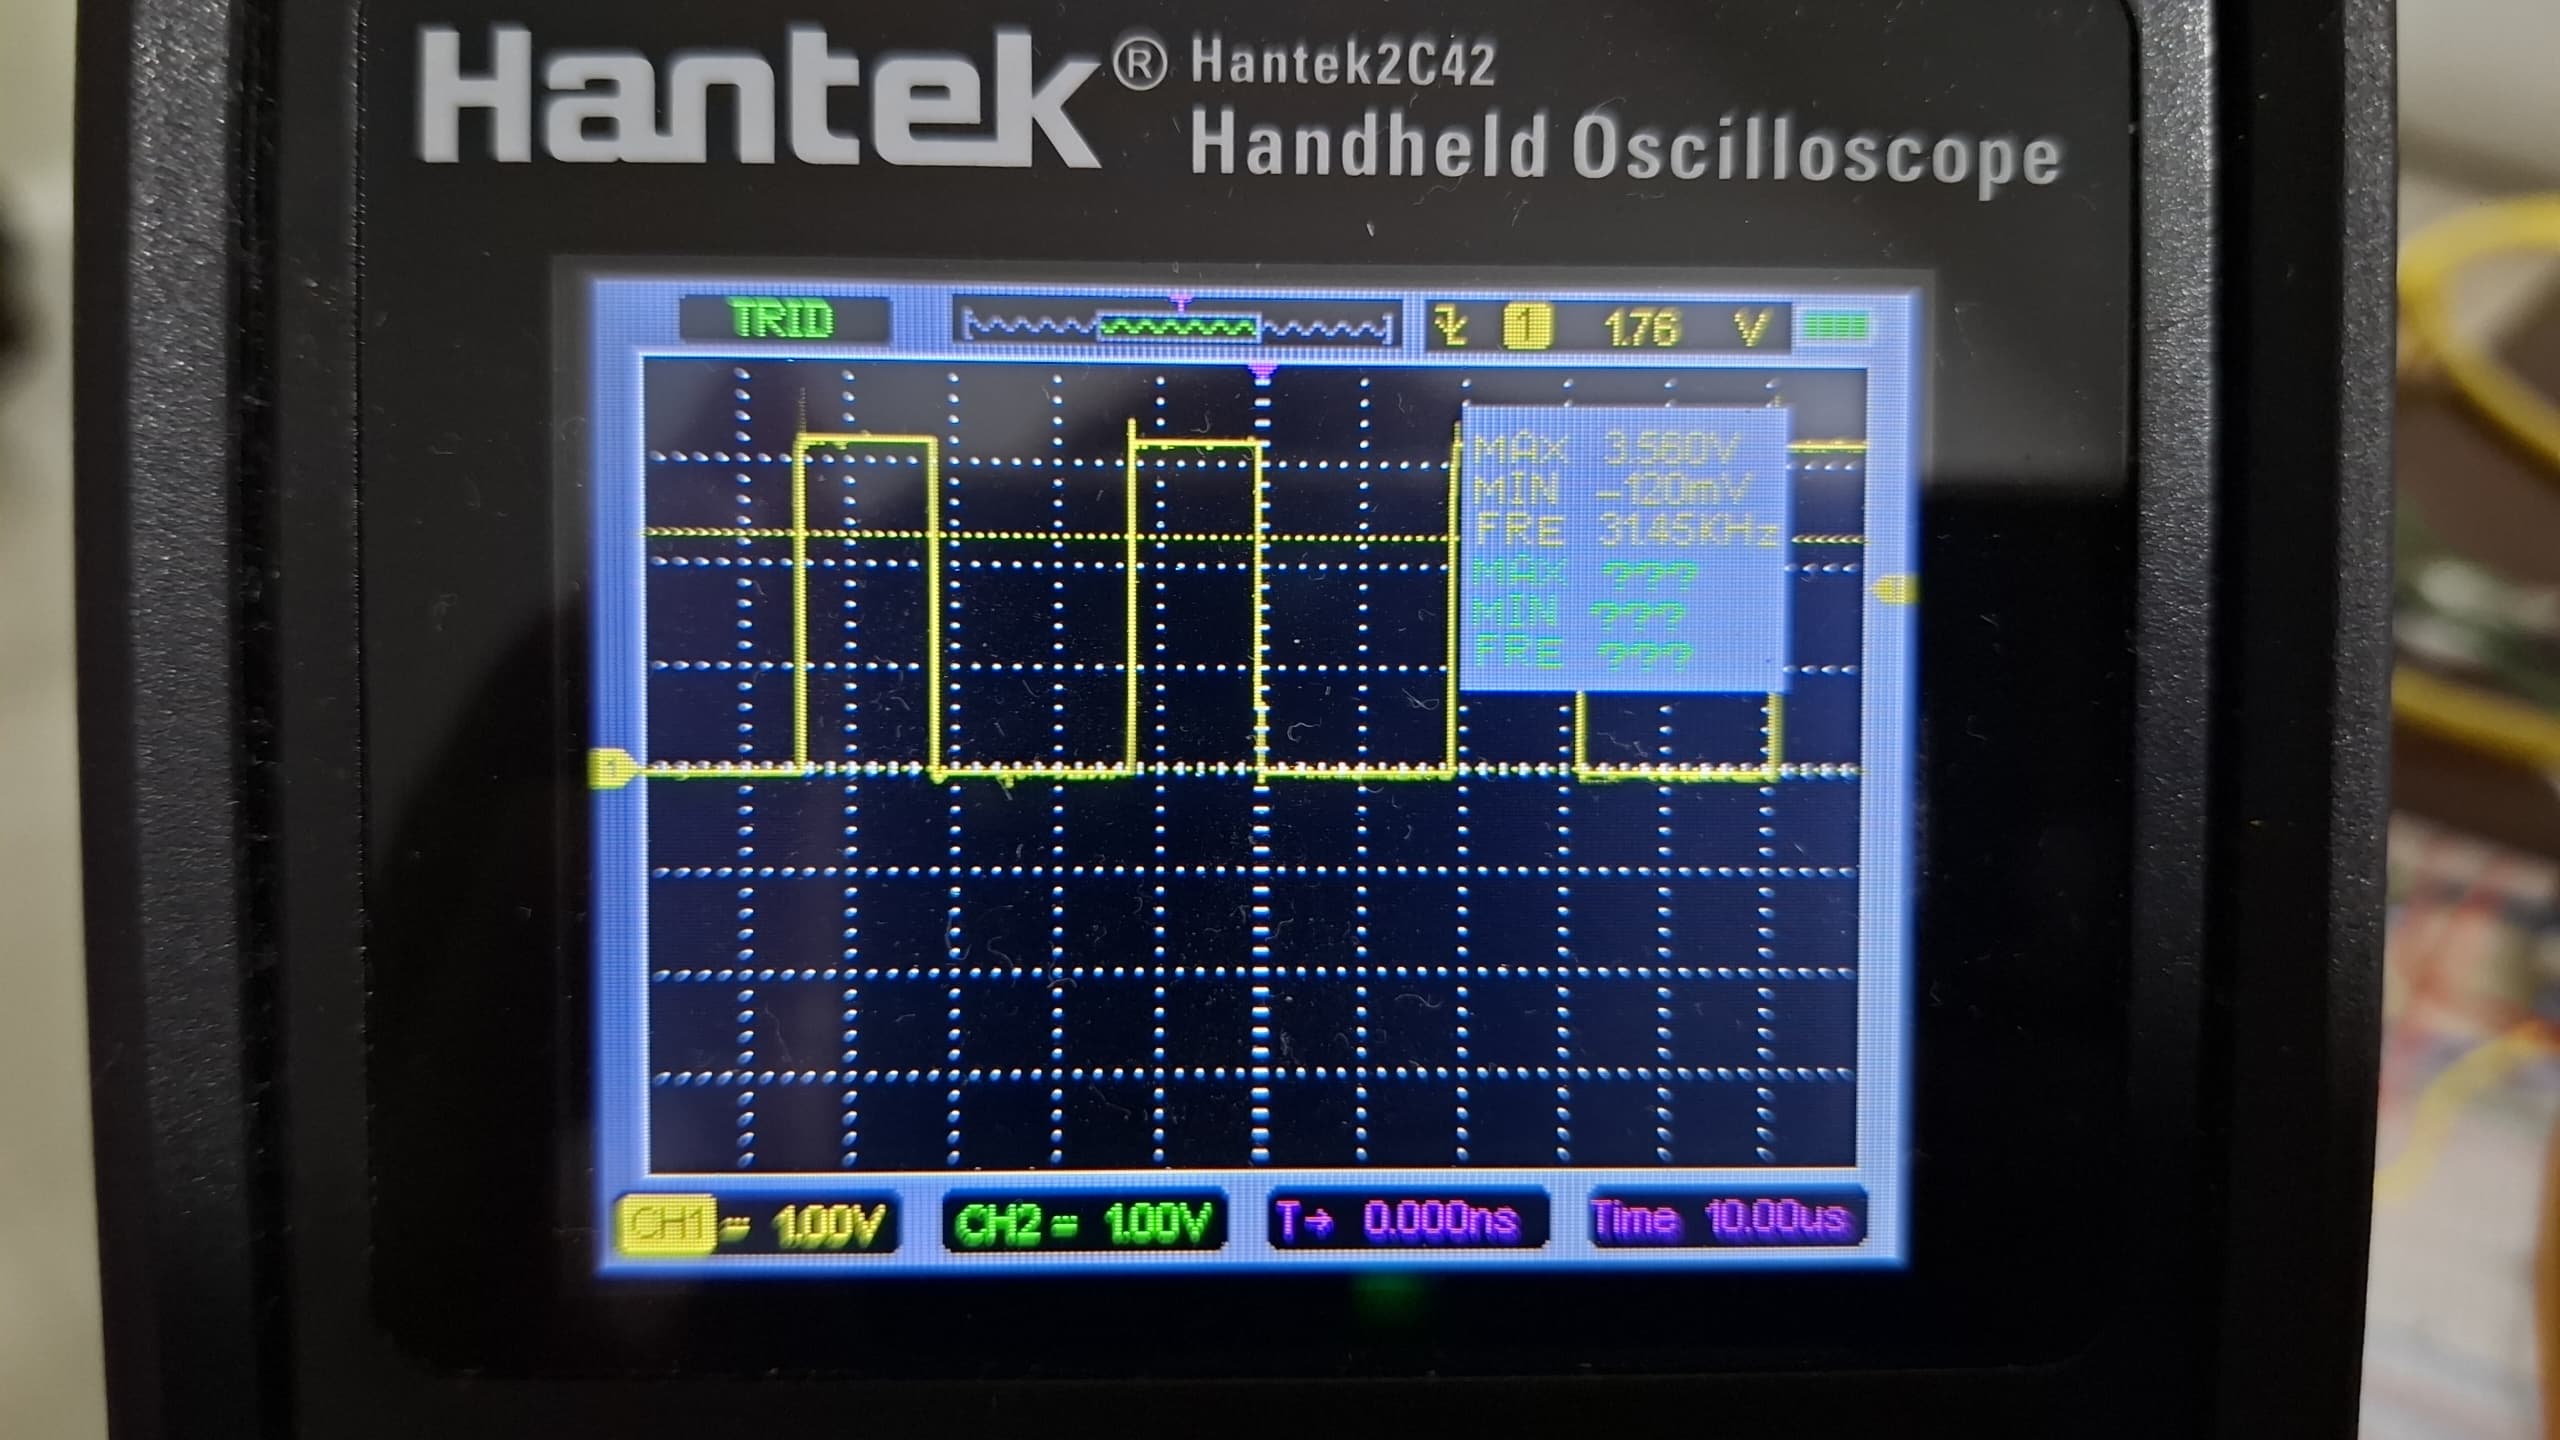 Hantek® Hantek2C42
Handheld Oscilloscope
TRID 1 1.76 V
MAX 3.560V
MIN -120mV
FRE 31.45KHz
MAX ???
MIN ???
FRE ???
1
CH1 1.00V CH2 1.00V T→ 0.000ns Time 10.00us